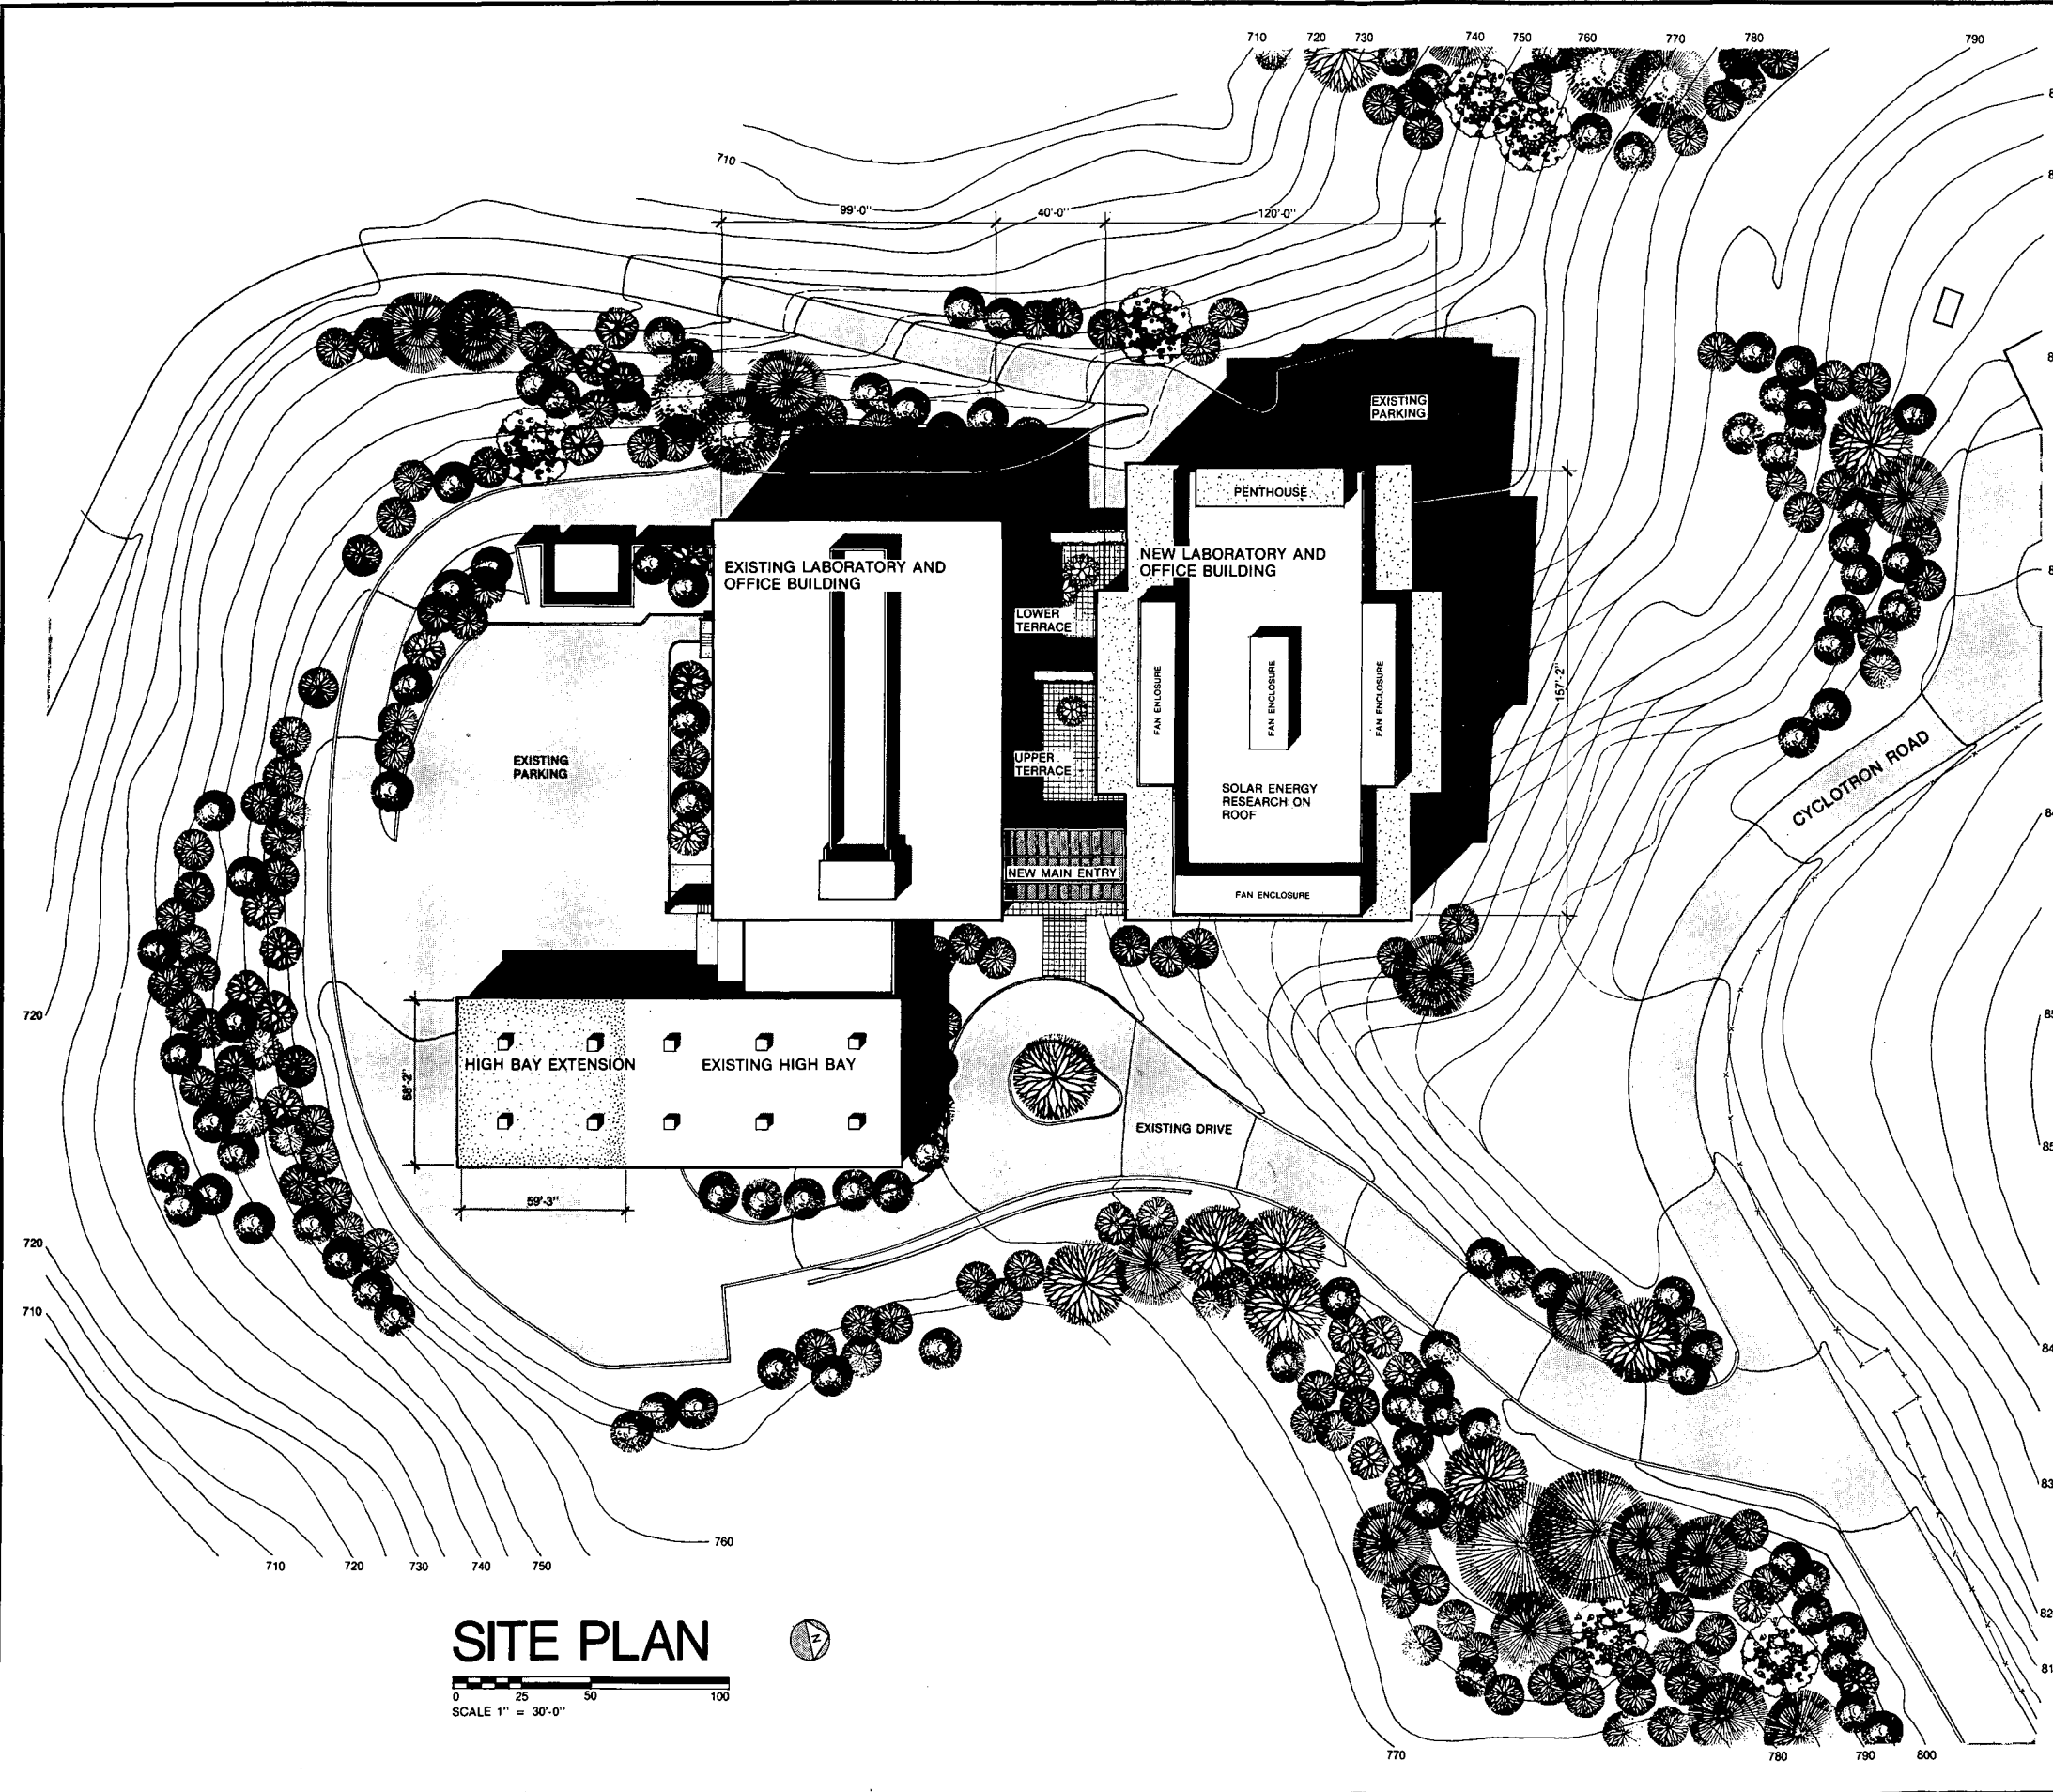 710 720 730 740 750 760 770 780 790
710
99'-0" 40'-0" 120'-0"
EXISTING
PARKING
PENTHOUSE
EXISTING LABORATORY AND
OFFICE BUILDING
NEW LABORATORY AND
OFFICE BUILDING
LOWER
TERRACE
FAN ENCLOSURE
FAN ENCLOSURE
FAN ENCLOSURE
157'-2"
EXISTING
PARKING
UPPER
TERRACE
SOLAR ENERGY
RESEARCH ON
ROOF
CYCLOTRON ROAD
NEW MAIN ENTRY
FAN ENCLOSURE
720
HIGH BAY EXTENSION
EXISTING HIGH BAY
EXISTING DRIVE
59'-3"
720
710
760
710 720 730 740 750
SITE PLAN
N
0 25 50 100
SCALE 1" = 30'-0"
770 780 790 800